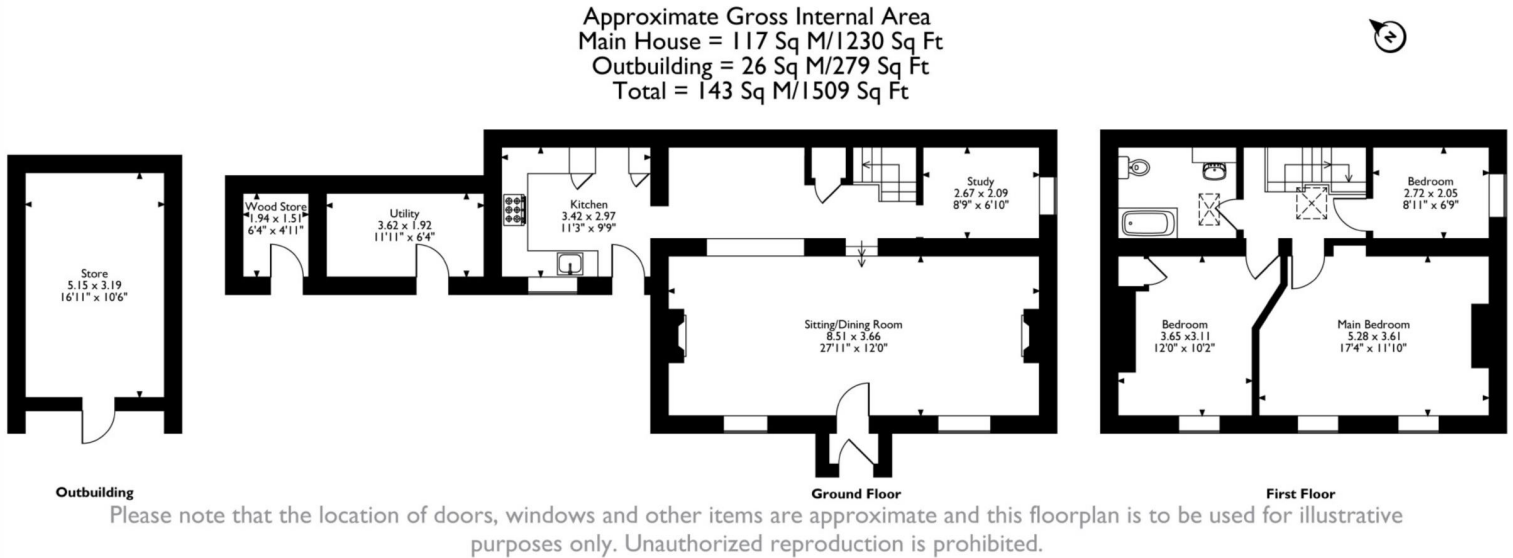 Approximate Gross Internal Area
Main House = 117 Sq M/1230 Sq Ft
Outbuilding = 26 Sq M/279 Sq Ft
Total = 143 Sq M/1509 Sq Ft
N
Store
5.15 x 3.19
16'11" x 10'6"
Wood Store
1.94 x 1.51
6'4" x 4'11"
Utility
3.62 x 1.92
11'11" x 6'4"
Kitchen
3.42 x 2.97
11'3" x 9'9"
Study
2.67 x 2.09
8'9" x 6'10"
Sitting/Dining Room
8.51 x 3.66
27'11" x 12'0"
Bedroom
2.72 x 2.05
8'11" x 6'9"
Bedroom
3.65 x3.11
12'0" x 10'2"
Main Bedroom
5.28 x 3.61
17'4" x 11'10"
Outbuilding
Ground Floor
First Floor
Please note that the location of doors, windows and other items are approximate and this floorplan is to be used for illustrative
purposes only. Unauthorized reproduction is prohibited.